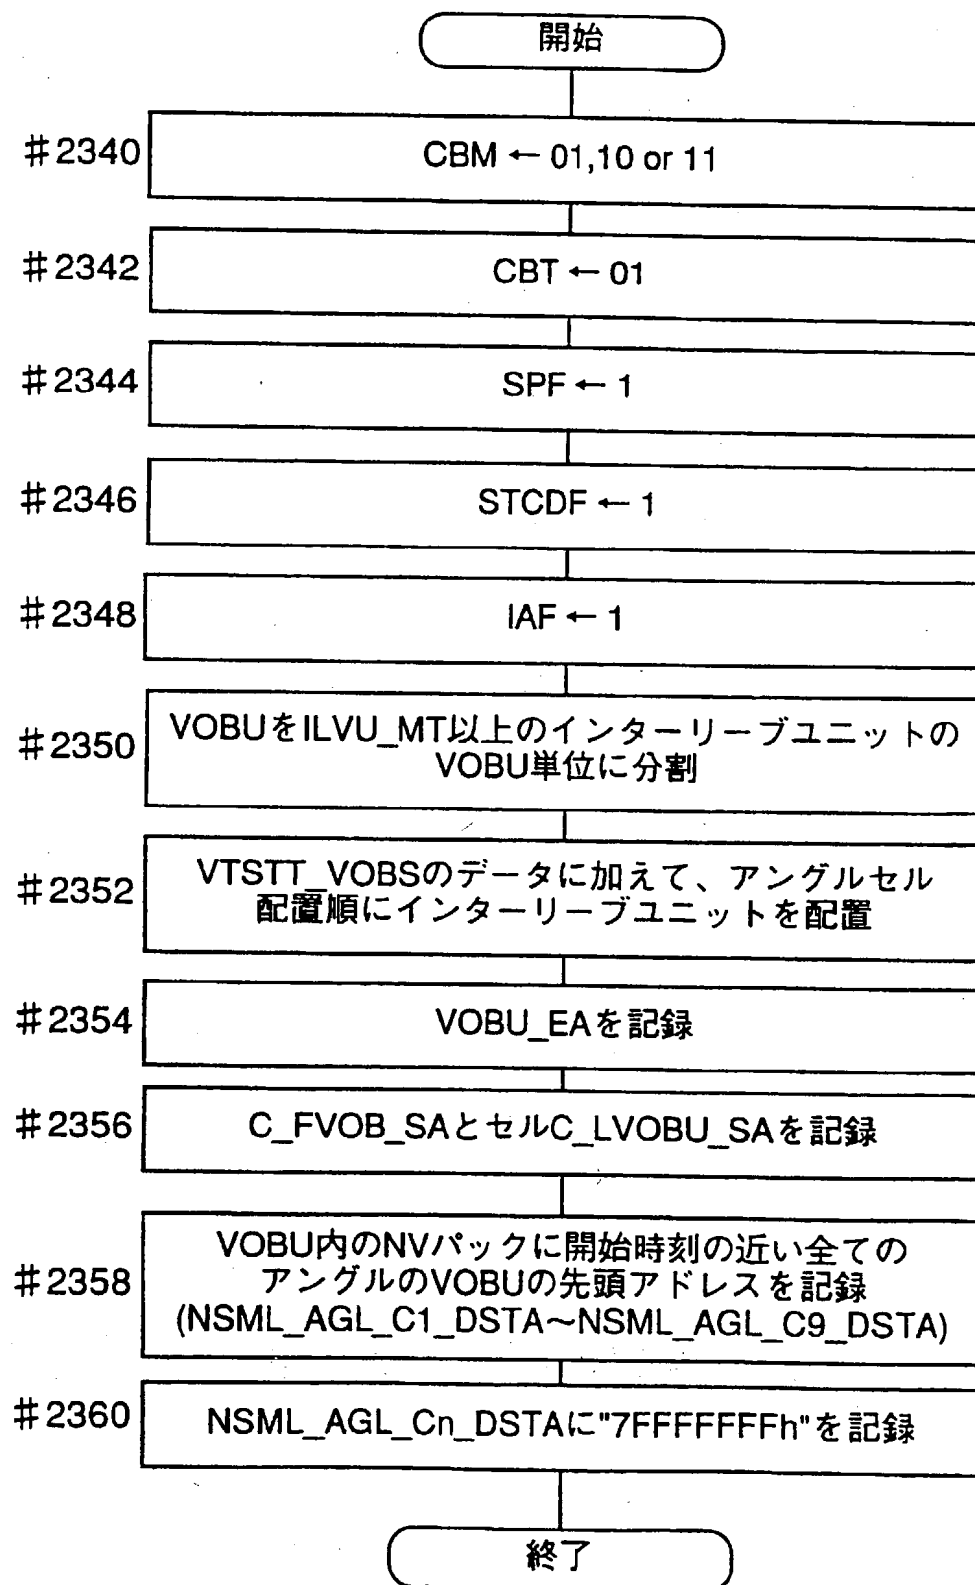 開始
#2340 CBM ← 01,10 or 11
#2342 CBT ← 01
#2344 SPF ← 1
#2346 STCDF ← 1
#2348 IAF ← 1
#2350 VOBUをILVU_MT以上のインターリーブユニットの
VOBU単位に分割
#2352 VTSTT_VOBSのデータに加えて、アングルセル
配置順にインターリーブユニットを配置
#2354 VOBU_EAを記録
#2356 C_FVOB_SAとセルC_LVOBU_SAを記録
#2358 VOBU内のNVパックに開始時刻の近い全ての
アングルのVOBUの先頭アドレスを記録
(NSML_AGL_C1_DSTA～NSML_AGL_C9_DSTA)
#2360 NSML_AGL_Cn_DSTAに"7FFFFFFFh"を記録
終了